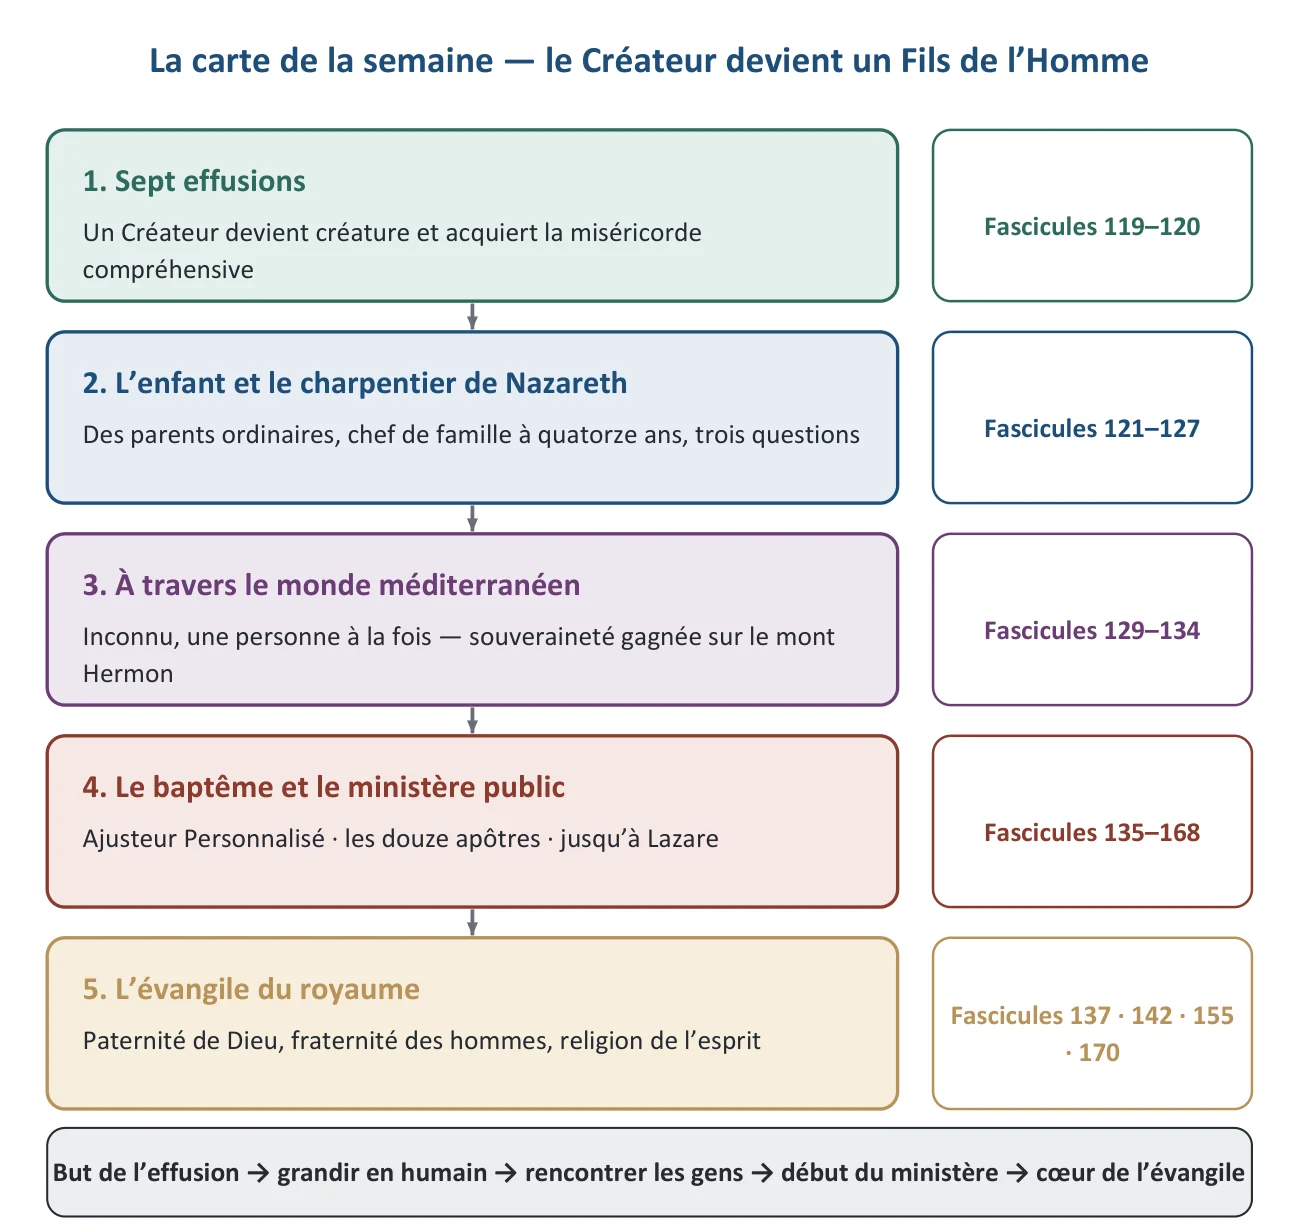 La carte de la semaine — le Créateur devient un Fils de l’Homme
1. Sept effusions
Un Créateur devient créature et acquiert la miséricorde
compréhensive
Fascicules 119–120
2. L’enfant et le charpentier de Nazareth
Des parents ordinaires, chef de famille à quatorze ans, trois questions
Fascicules 121–127
3. À travers le monde méditerranéen
Inconnu, une personne à la fois — souveraineté gagnée sur le mont
Hermon
Fascicules 129–134
4. Le baptême et le ministère public
Ajusteur Personnalisé · les douze apôtres · jusqu’à Lazare
Fascicules 135–168
5. L’évangile du royaume
Paternité de Dieu, fraternité des hommes, religion de l’esprit
Fascicules 137 · 142 · 155
· 170
But de l’effusion → grandir en humain → rencontrer les gens → début du ministère → cœur de l’évangile